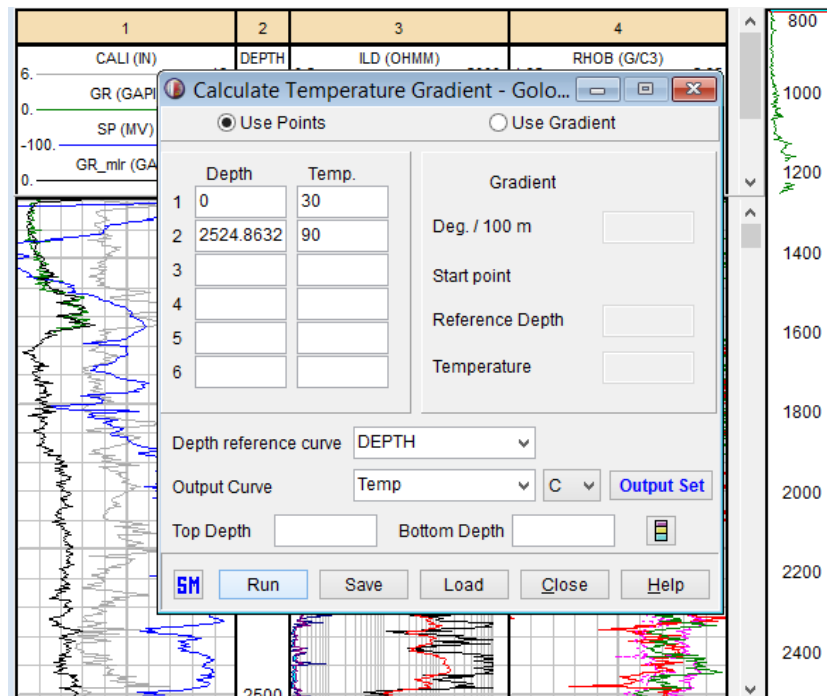 1 2 3 4
CALI (IN) DEPTH ILD (OHMM) RHOB (G/C3)
6.
GR (GAPI
0.
SP (MV)
-100.
GR_mlr (GA
0.
Calculate Temperature Gradient - Golo...
Use Points Use Gradient
Depth Temp.
1 0 30
2 2524.8632 90
3
4
5
6
Gradient
Deg. / 100 m
Start point
Reference Depth
Temperature
Depth reference curve DEPTH
Output Curve Temp C Output Set
Top Depth Bottom Depth
SM Run Save Load Close Help
2500
800
1000
1200
1400
1600
1800
2000
2200
2400